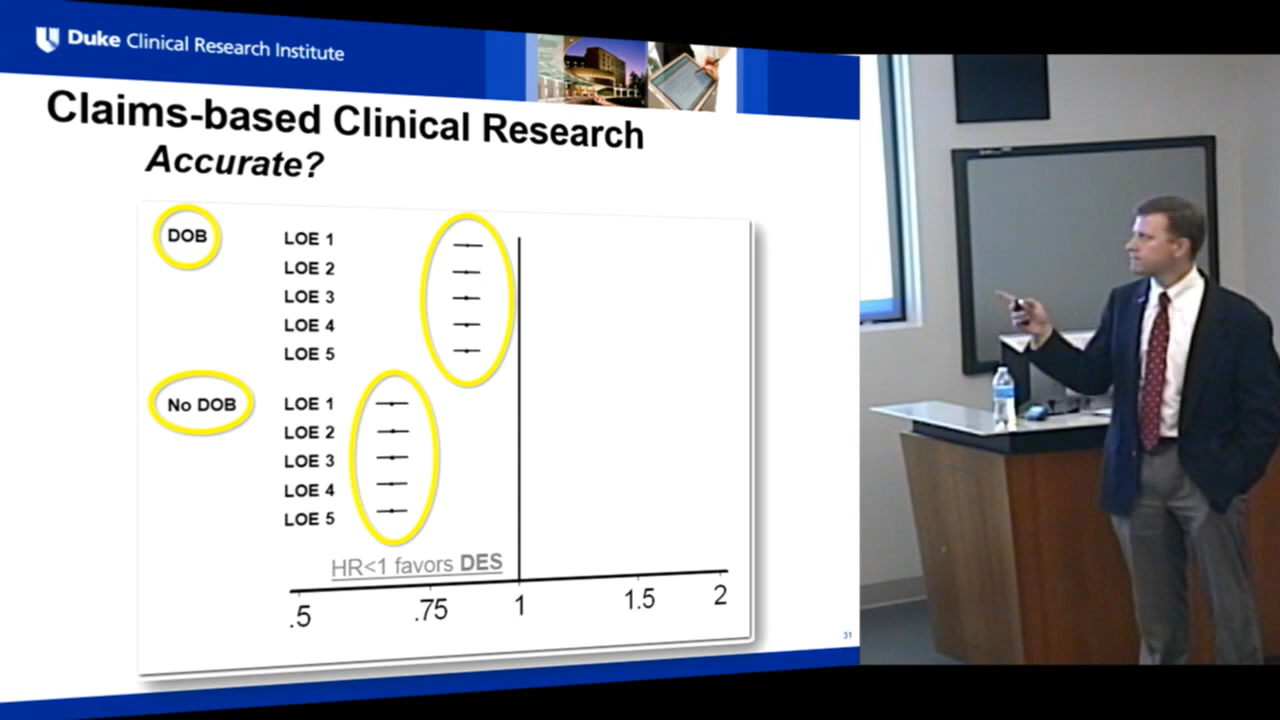 Duke Clinical Research Institute
Claims-based Clinical Research
Accurate?
DOB
LOE 1
LOE 2
LOE 3
LOE 4
LOE 5
No DOB
LOE 1
LOE 2
LOE 3
LOE 4
LOE 5
HR<1 favors DES
.5 .75 1 1.5 2
31